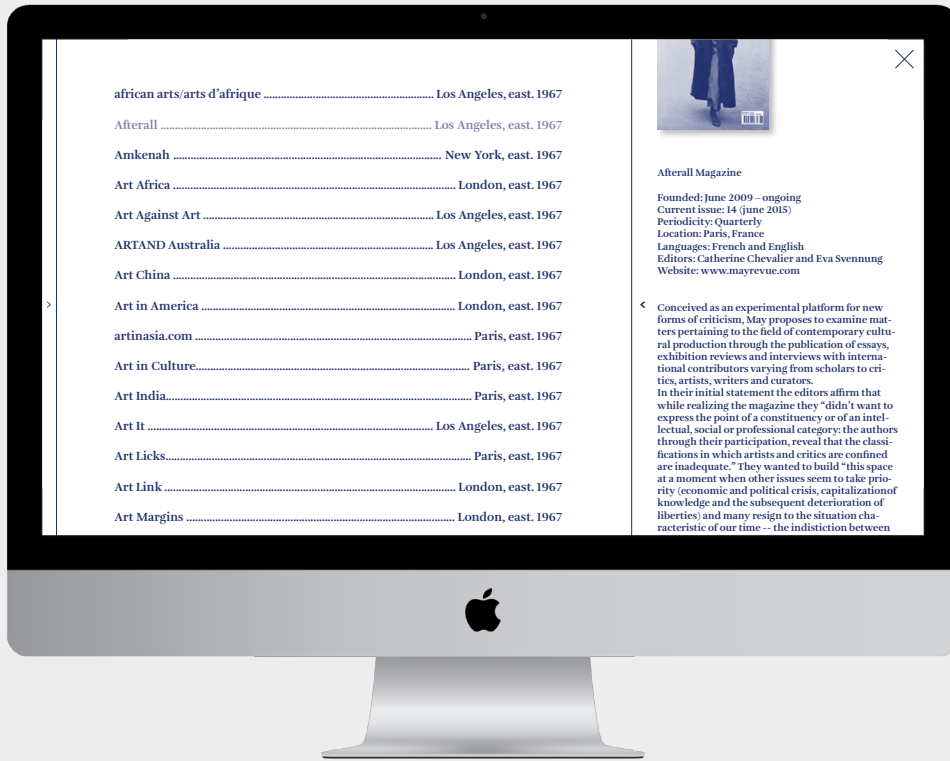 african arts/arts d’afrique ........................................................ Los Angeles, east. 1967
Afterall ........................................................................................... Los Angeles, east. 1967
Amkenah .......................................................................................... New York, east. 1967
Art Africa ............................................................................................... London, east. 1967
Art Against Art .............................................................................. Los Angeles, east. 1967
ARTAND Australia ....................................................................... Los Angeles, east. 1967
Art China ............................................................................................... London, east. 1967
Art in America ..................................................................................... London, east. 1967
artinasia.com ............................................................................................. Paris, east. 1967
Art in Culture............................................................................................ Paris, east. 1967
Art India...................................................................................................... Paris, east. 1967
Art It ................................................................................................ Los Angeles, east. 1967
Art Licks...................................................................................................... Paris, east. 1967
Art Link ................................................................................................. London, east. 1967
Art Margins .......................................................................................... London, east. 1967
Afterall Magazine
Founded: June 2009 – ongoing
Current issue: 14 (june 2015)
Periodicity: Quarterly
Location: Paris, France
Languages: French and English
Editors: Catherine Chevalier and Eva Svennung
Website: www.mayrevue.com
Conceived as an experimental platform for new
forms of criticism, May proposes to examine mat-
ters pertaining to the field of contemporary cultu-
ral production through the publication of essays,
exhibition reviews and interviews with interna-
tional contributors varying from scholars to cri-
tics, artists, writers and curators.
In their initial statement the editors affirm that
while realizing the magazine they “didn’t want to
express the point of a constituency or of an intel-
lectual, social or professional category: the authors
through their participation, reveal that the classi-
fications in which artists and critics are confined
are inadequate.” They wanted to build “this space
at a moment when other issues seem to take prio-
rity (economic and political crisis, capitalizationof
knowledge and the subsequent deterioration of
liberties) and many resign to the situation cha-
racteristic of our time -- the indistiction between